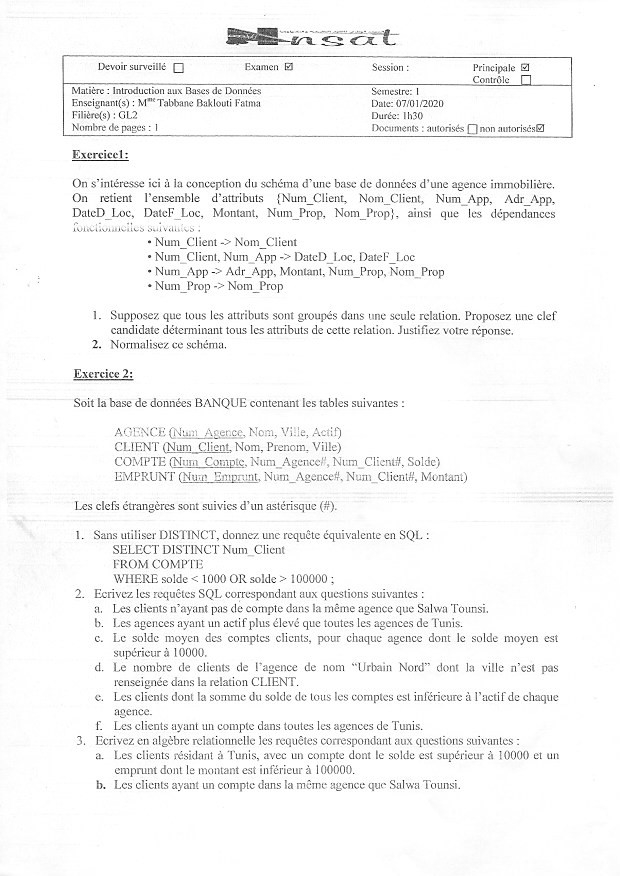 nsat
Devoir surveillé ☐ Examen ☑ Session : Principale ☑
Contrôle ☐
Matière : Introduction aux Bases de Données Semestre: 1
Enseignant(s) : Mme Tabbane Baklouti Fatma Date: 07/01/2020
Filière(s) : GL2 Durée: 1h30
Nombre de pages : 1 Documents : autorisés ☐ non autorisés☑
Exercice1:
On s'intéresse ici à la conception du schéma d'une base de données d'une agence immobilière.
On retient l'ensemble d'attributs {Num_Client, Nom_Client, Num_App, Adr_App,
DateD_Loc, DateF_Loc, Montant, Num_Prop, Nom_Prop}, ainsi que les dépendances
fonctionnelles suivantes :
• Num_Client -> Nom_Client
• Num_Client, Num_App -> DateD_Loc, DateF_Loc
• Num_App -> Adr_App, Montant, Num_Prop, Nom_Prop
• Num_Prop -> Nom_Prop
1. Supposez que tous les attributs sont groupés dans une seule relation. Proposez une clef
candidate déterminant tous les attributs de cette relation. Justifiez votre réponse.
2. Normalisez ce schéma.
Exercice 2:
Soit la base de données BANQUE contenant les tables suivantes :
AGENCE (Num_Agence, Nom, Ville, Actif)
CLIENT (Num_Client, Nom, Prenom, Ville)
COMPTE (Num_Compte, Num_Agence#, Num_Client#, Solde)
EMPRUNT (Num_Emprunt, Num_Agence#, Num_Client#, Montant)
Les clefs étrangères sont suivies d'un astérisque (#).
1. Sans utiliser DISTINCT, donnez une requête équivalente en SQL :
SELECT DISTINCT Num_Client
FROM COMPTE
WHERE solde < 1000 OR solde > 100000 ;
2. Ecrivez les requêtes SQL correspondant aux questions suivantes :
a. Les clients n'ayant pas de compte dans la même agence que Salwa Tounsi.
b. Les agences ayant un actif plus élevé que toutes les agences de Tunis.
c. Le solde moyen des comptes clients, pour chaque agence dont le solde moyen est
supérieur à 10000.
d. Le nombre de clients de l'agence de nom "Urbain Nord" dont la ville n'est pas
renseignée dans la relation CLIENT.
e. Les clients dont la somme du solde de tous les comptes est inférieure à l'actif de chaque
agence.
f. Les clients ayant un compte dans toutes les agences de Tunis.
3. Ecrivez en algèbre relationnelle les requêtes correspondant aux questions suivantes :
a. Les clients résidant à Tunis, avec un compte dont le solde est supérieur à 10000 et un
emprunt dont le montant est inférieur à 100000.
b. Les clients ayant un compte dans la même agence que Salwa Tounsi.